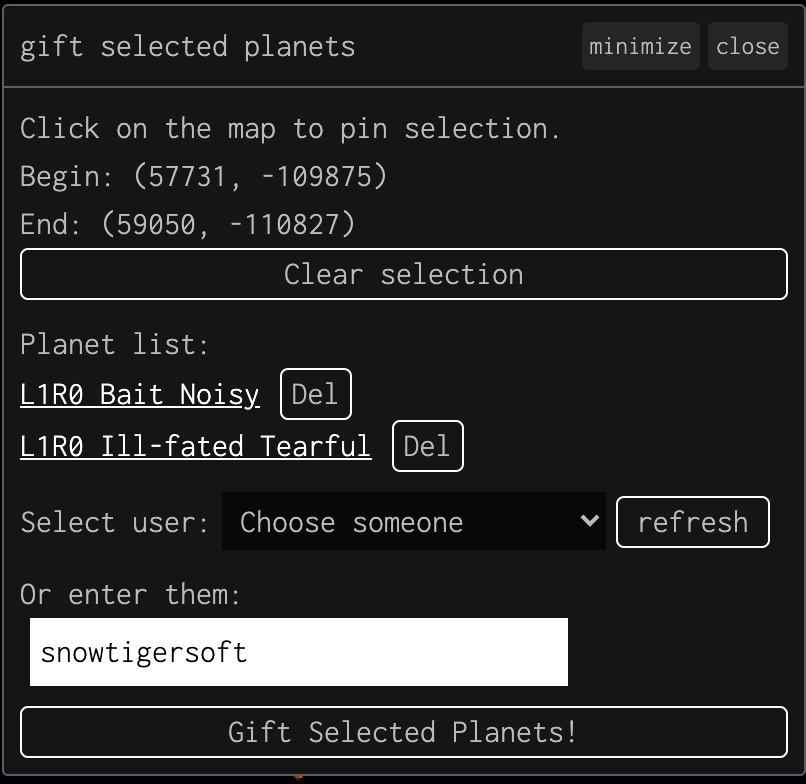 gift selected planets minimize close
Click on the map to pin selection.
Begin: (57731, -109875)
End: (59050, -110827)
Clear selection
Planet list:
L1R0 Bait Noisy Del
L1R0 Ill-fated Tearful Del
Select user: Choose someone refresh
Or enter them:
snowtigersoft
Gift Selected Planets!